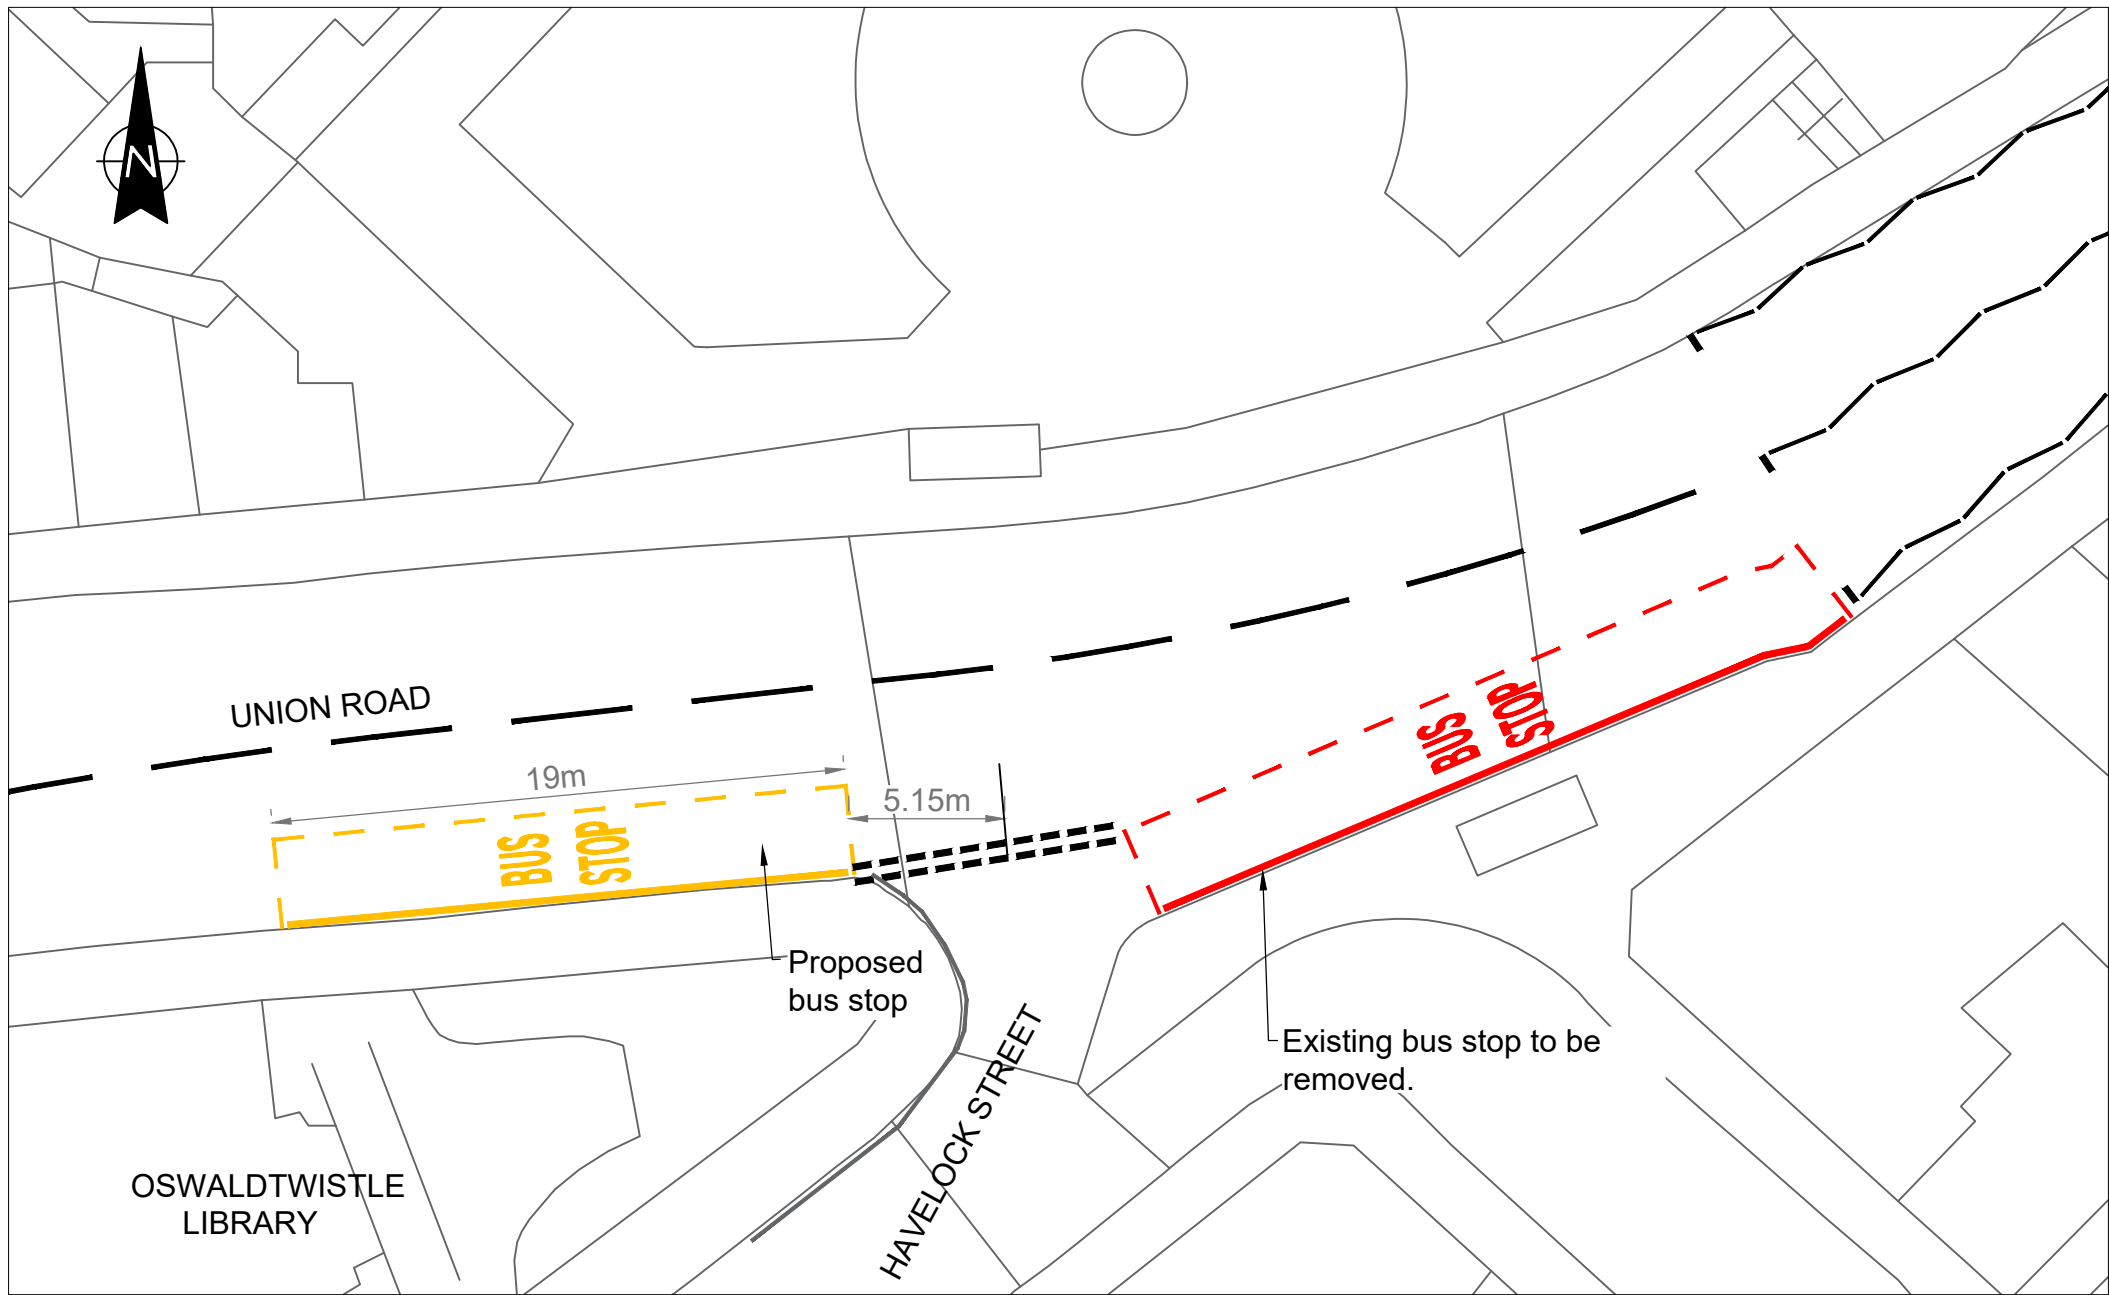 N
UNION ROAD
19m
5.15m
BUS
STOP
BUS
STOP
Proposed
bus stop
Existing bus stop to be
removed.
HAVELOCK STREET
OSWALDTWISTLE
LIBRARY